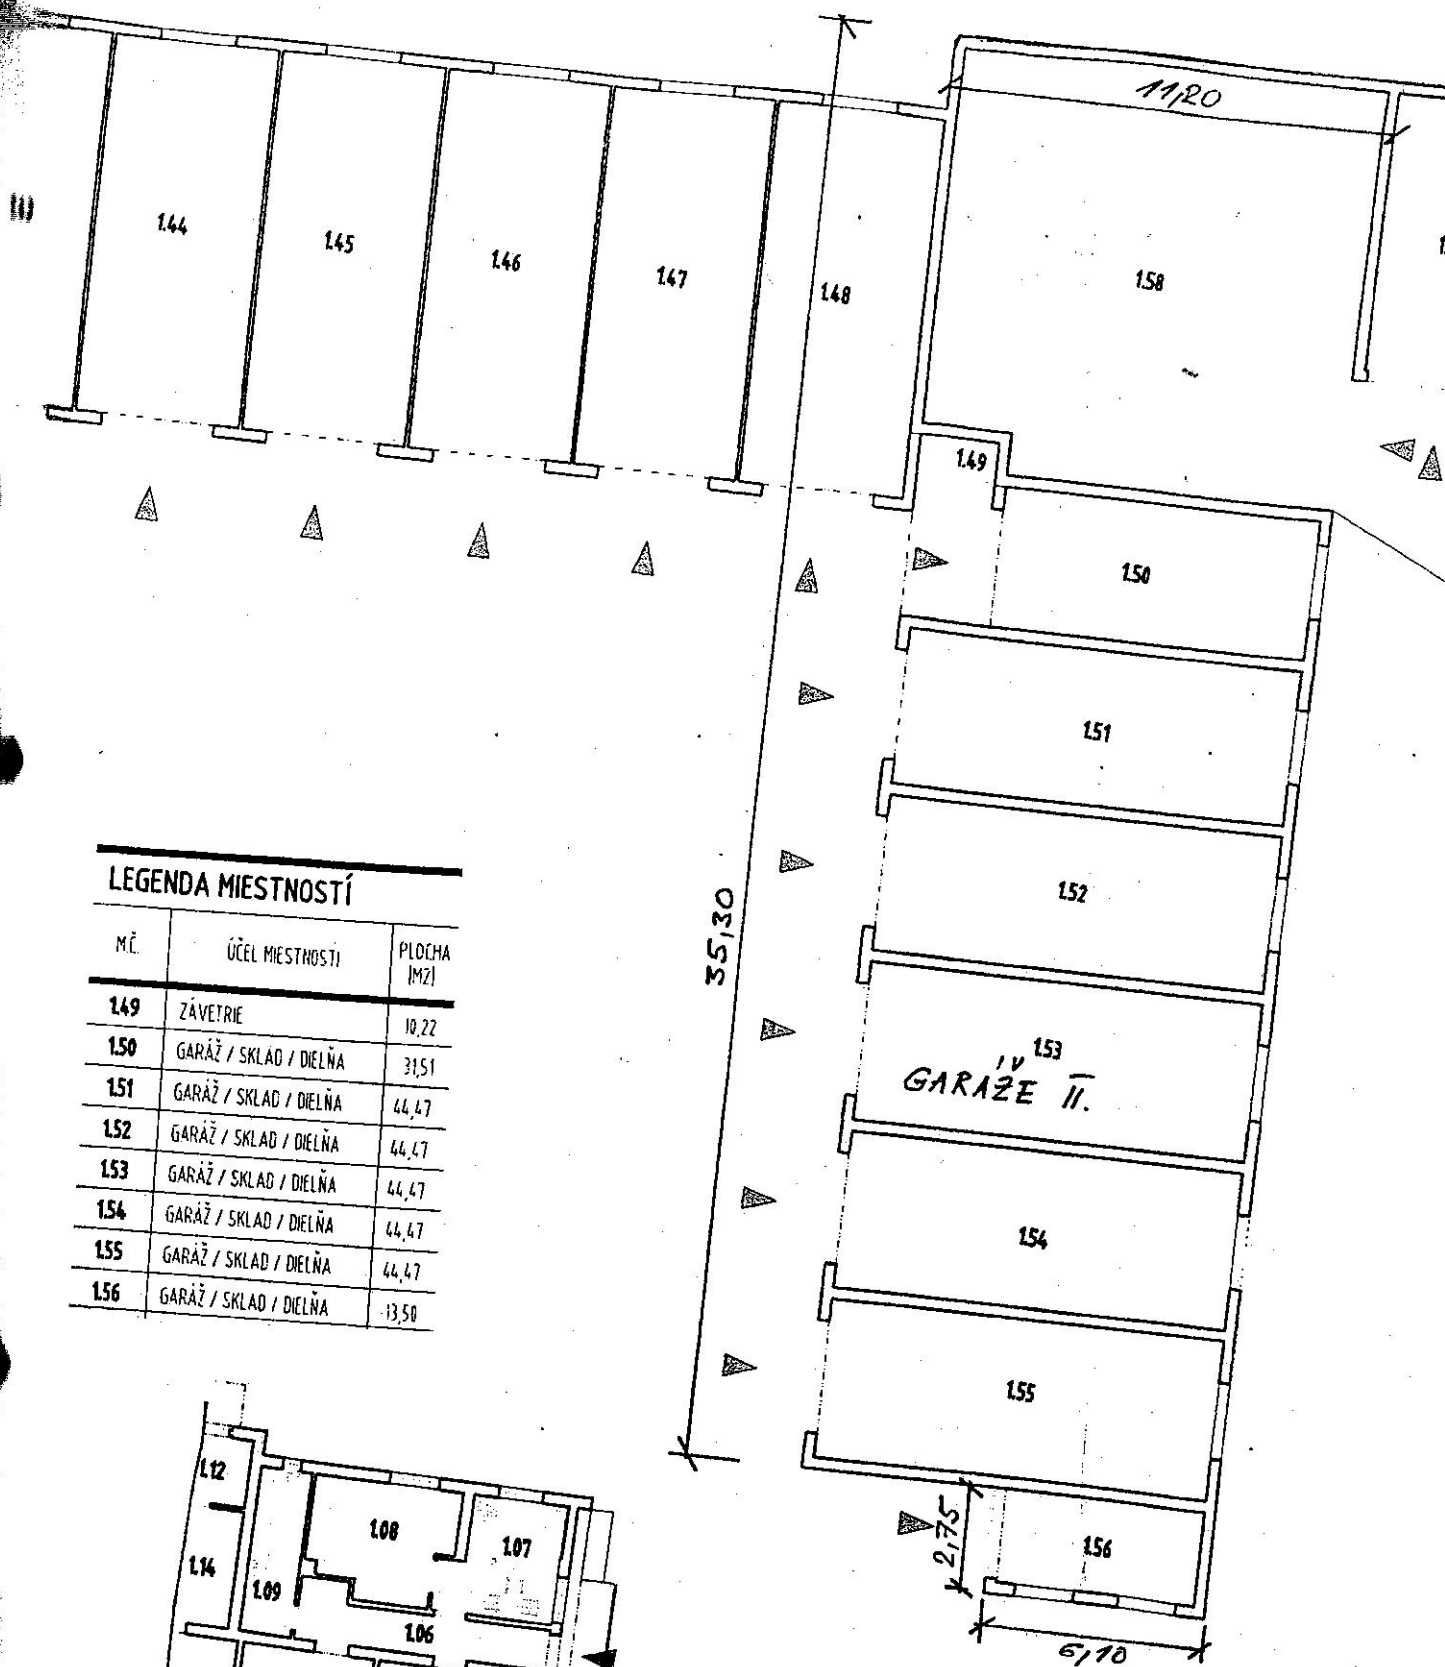 11,20
1.44
1.45
1.46
1.47
1.48
1.58
1.49
1.50
1.51
1.52
35,30
1.53
GARÁŽE II.
1.54
1.55
2,75
1.56
6,10
LEGENDA MIESTNOSTÍ
M.Č. ÚČEL MIESTNOSTI PLOCHA
[M2]
1.49 ZÁVETRIE 10,22
1.50 GARÁŽ / SKLAD / DIELŇA 31,51
1.51 GARÁŽ / SKLAD / DIELŇA 44,47
1.52 GARÁŽ / SKLAD / DIELŇA 44,47
1.53 GARÁŽ / SKLAD / DIELŇA 44,47
1.54 GARÁŽ / SKLAD / DIELŇA 44,47
1.55 GARÁŽ / SKLAD / DIELŇA 44,47
1.56 GARÁŽ / SKLAD / DIELŇA 13,50
1.12
1.08
1.07
1.14
1.09
1.06